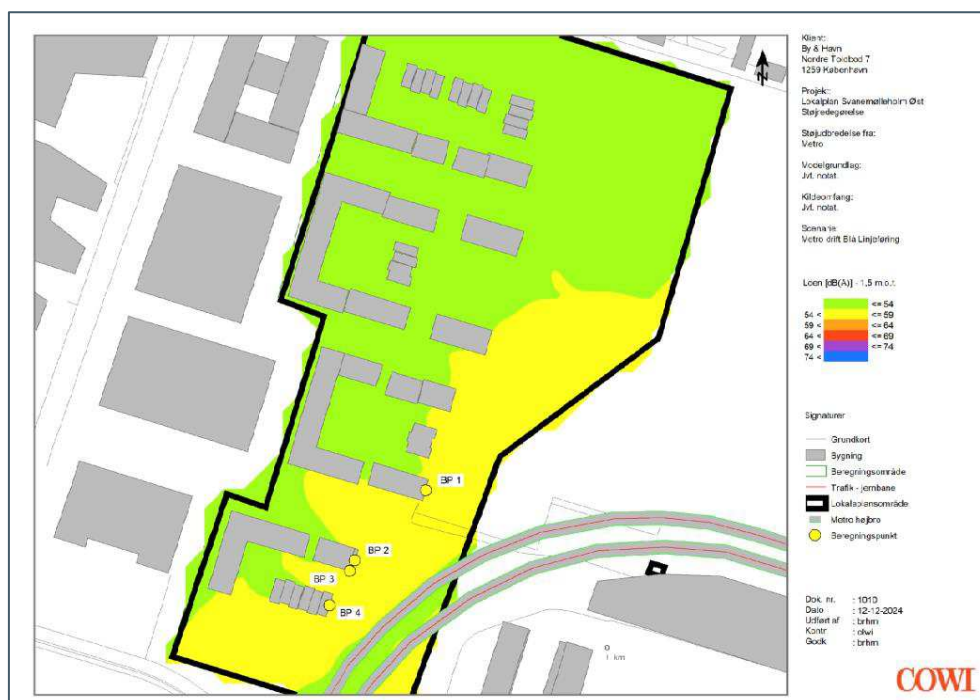 BP 1
BP 2
BP 3
BP 4
Klient:
By & Havn
Nordre Toldbod 7
1259 København
Projekt:
Lokalplan Svanemølleholm Øst
Støjredegørelse
Støjudbredelse fra:
Metro
Modelgrundlag:
Jvf. notat.
Kildeomfang:
Jvf. notat.
Scenarie:
Metro drift Blå Linjeføring
Lden [dB(A)] - 1,5 m.o.t.
<= 54
54 < <= 59
59 < <= 64
64 < <= 69
69 < <= 74
74 <
Signaturer
Grundkort
Bygning
Beregningsområde
Trafik - jernbane
Lokalplansområde
Metro højbro
Beregningspunkt
Dok. nr. : 1010
Dato : 12-12-2024
Udført af : brhm
Kontr. : olwi
Godk. : brhm
COWI